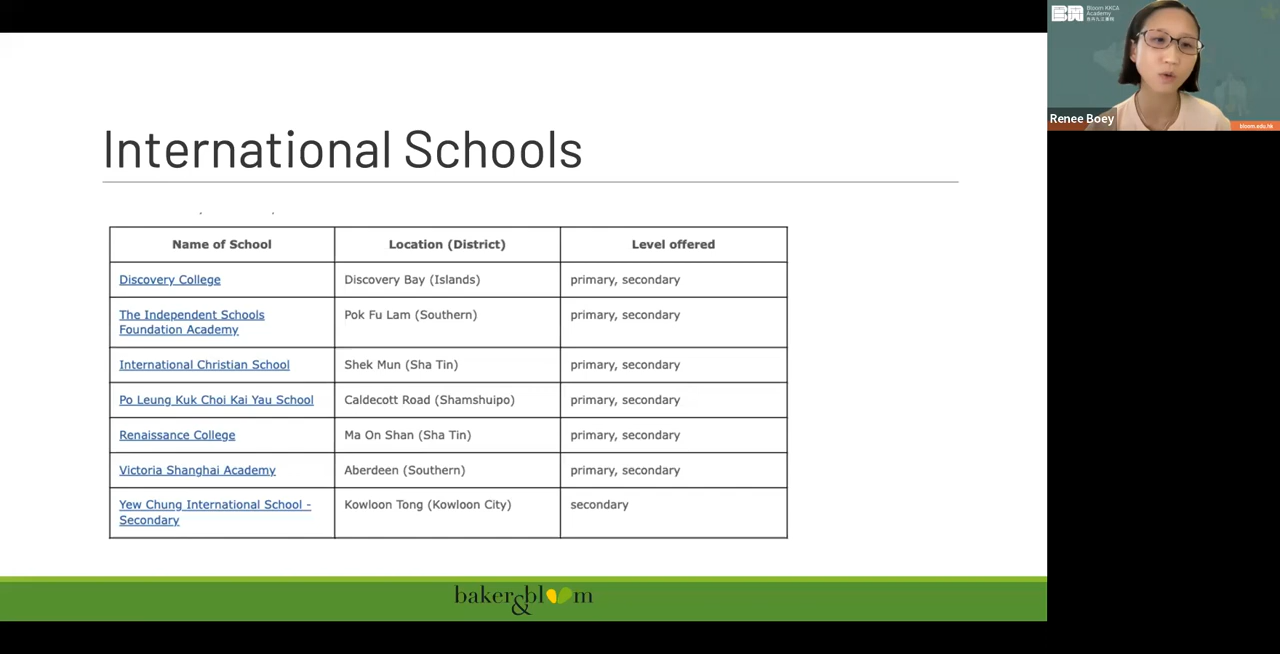 International Schools
Name of School
Location (District)
Level offered
Discovery College
Discovery Bay (Islands)
primary, secondary
The Independent Schools
Foundation Academy
Pok Fu Lam (Southern)
primary, secondary
International Christian School
Shek Mun (Sha Tin)
primary, secondary
Po Leung Kuk Choi Kai Yau School
Caldecott Road (Shamshuipo)
primary, secondary
Renaissance College
Ma On Shan (Sha Tin)
primary, secondary
Victoria Shanghai Academy
Aberdeen (Southern)
primary, secondary
Yew Chung International School -
Secondary
Kowloon Tong (Kowloon City)
secondary
baker&bloom
Bloom KKCA
Academy
Renee Boey
bloom.edu.hk